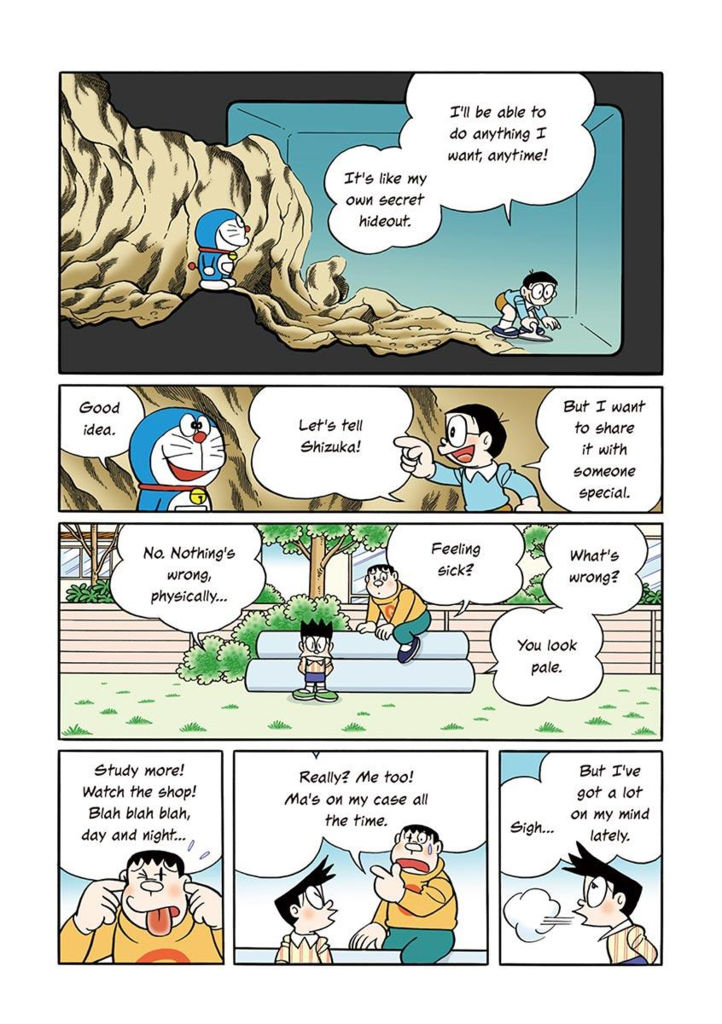 I'll be able to
do anything I
want, anytime!
It's like my
own secret
hideout.
But I want
to share
it with
someone
special.
Let's tell
Shizuka!
Good
idea.
What's
wrong?
You look
pale.
Feeling
sick?
No. Nothing's
wrong,
physically...
But I've
got a lot
on my mind
lately.
Sigh...
Really? Me too!
Ma's on my case all
the time.
Study more!
Watch the shop!
Blah blah blah,
day and night...